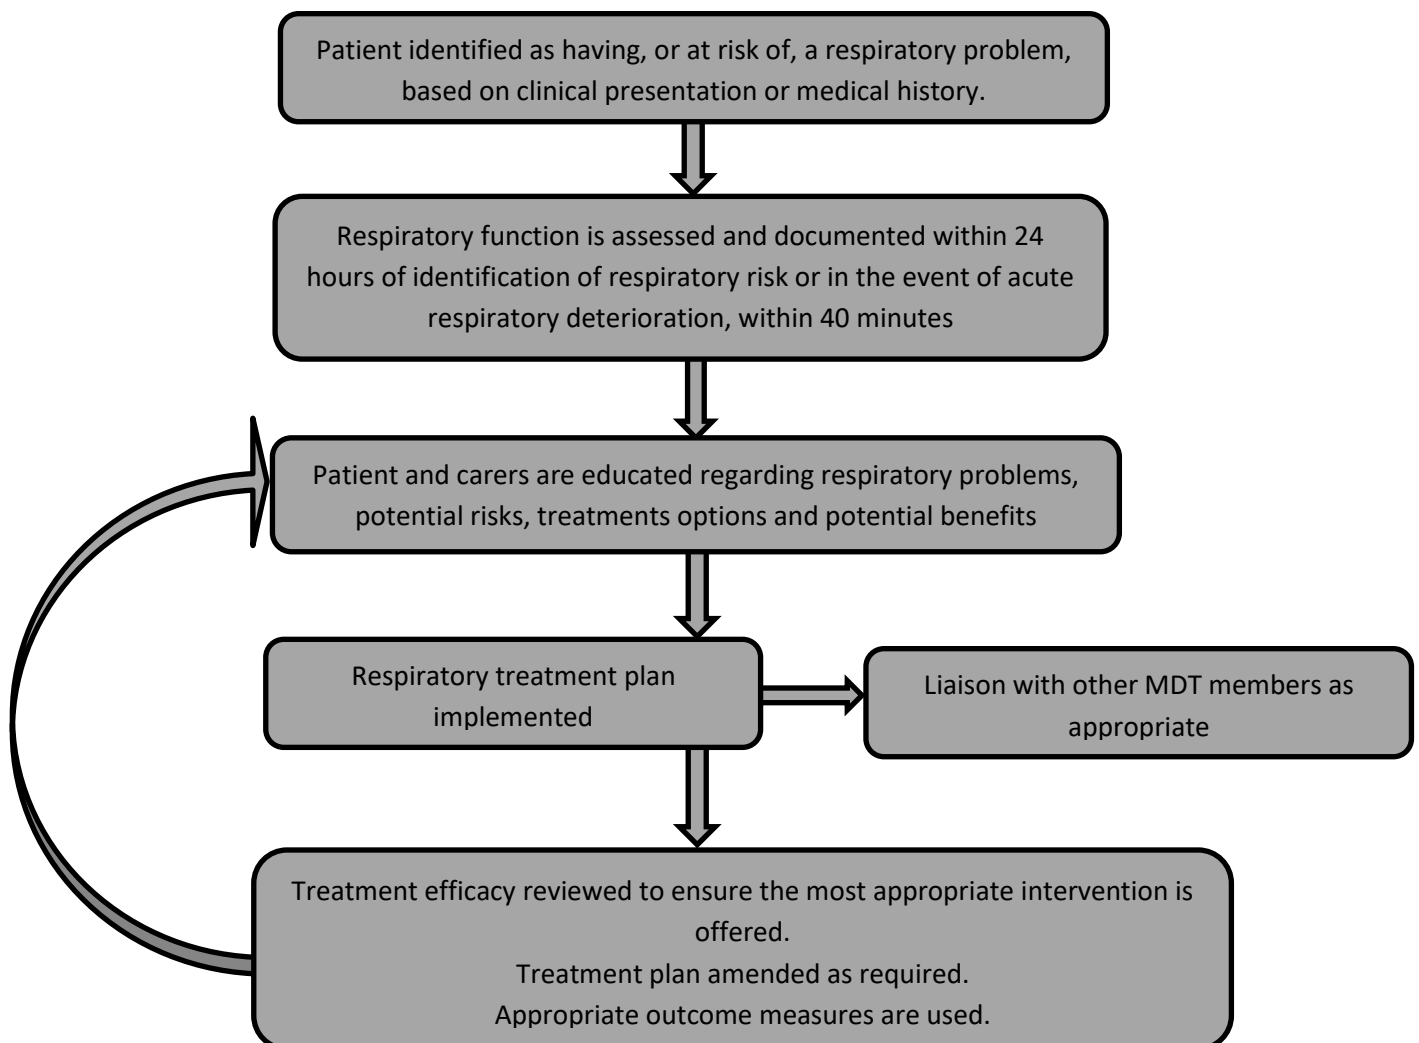 Patient identified as having, or at risk of, a respiratory problem,
based on clinical presentation or medical history.
Respiratory function is assessed and documented within 24
hours of identification of respiratory risk or in the event of acute
respiratory deterioration, within 40 minutes
Patient and carers are educated regarding respiratory problems,
potential risks, treatments options and potential benefits
Respiratory treatment plan
implemented
Liaison with other MDT members as
appropriate
Treatment efficacy reviewed to ensure the most appropriate intervention is
offered.
Treatment plan amended as required.
Appropriate outcome measures are used.